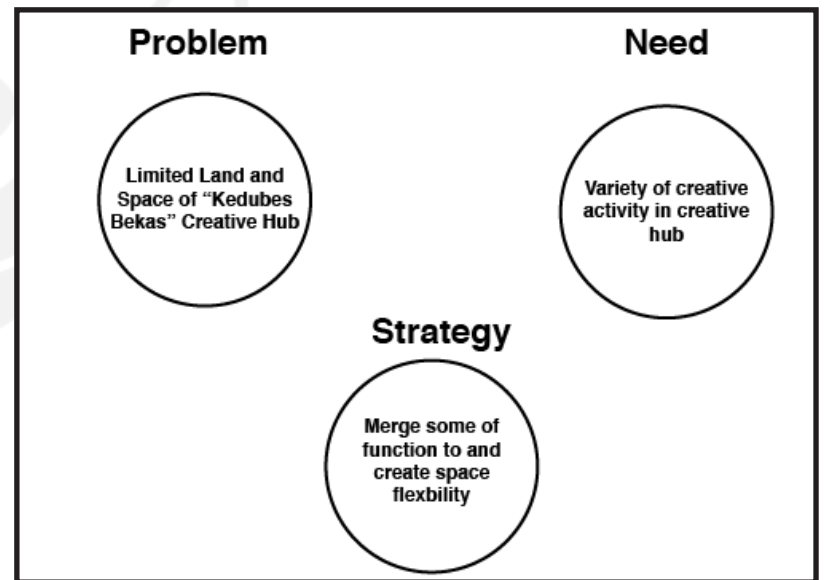 Problem
Limited Land and
Space of “Kedubes
Bekas” Creative Hub
Need
Variety of creative
activity in creative
hub
Strategy
Merge some of
function to and
create space
flexbility